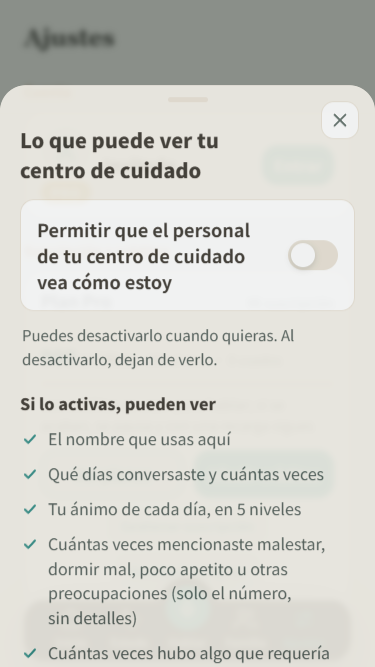 Ajustes
Lo que puede ver tu
centro de cuidado
Permitir que el personal
de tu centro de cuidado
vea cómo estoy
Puedes desactivarlo cuando quieras. Al
desactivarlo, dejan de verlo.
Si lo activas, pueden ver
El nombre que usas aquí
Qué días conversaste y cuántas veces
Tu ánimo de cada día, en 5 niveles
Cuántas veces mencionaste malestar,
dormir mal, poco apetito u otras
preocupaciones (solo el número,
sin detalles)
Cuántas veces hubo algo que requería